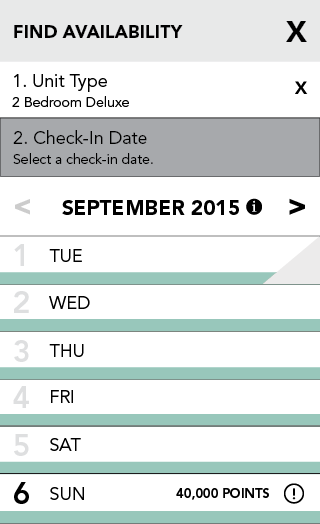 FIND AVAILABILITY X
1. Unit Type
2 Bedroom Deluxe x
2. Check-In Date
Select a check-in date.
< SEPTEMBER 2015 i >
1 TUE
2 WED
3 THU
4 FRI
5 SAT
6 SUN 40,000 POINTS !